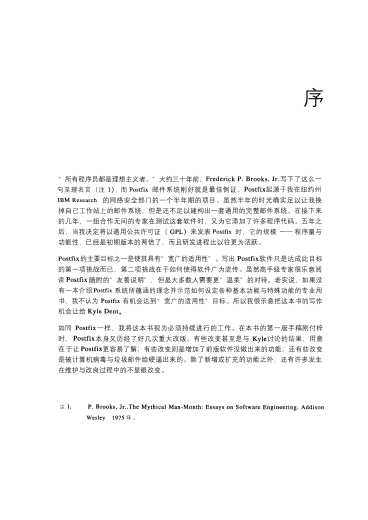 序
“所有程序员都是理想主义者。”大约三十年前, Frederick P. Brooks, Jr.写下了这么一
句至理名言（注 1）, 而 Postfix 邮件系统刚好就是最佳例证。Postfix起源于我在纽约州
IBM Research 的网络安全部门的一个半年期的项目。虽然半年的时光确实足以让我换
掉自己工作站上的邮件系统，但是还不足以建构出一套通用的完整邮件系统。在接下来
的几年，一组合作无间的专家在测试这套软件时，又为它添加了许多程序代码。五年之
后，当我决定将以通用公共许可证（ GPL）来发表 Postfix 时，它的规模 —— 程序量与
功能性，已经是初期版本的两倍了，而且研发进程比以往更为活跃。
Postfix的主要目标之一是使其具有“宽广的适用性”。写出 Postfix软件只是达成此目标
的第一项挑战而已，第二项挑战在于如何使得软件广为流传。虽然高手级专家很乐意阅
读 Postfix随附的“友善说明”，但是大多数人需要更“温柔”的对待。老实说，如果没
有一本介绍Postfix 系统所蕴涵的理念并示范如何设定各种基本功能与特殊功能的专业用
书，我不认为 Postfix 有机会达到“宽广的适用性”目标。所以我很乐意把这本书的写作
机会让给 Kyle Dent。
如同 Postfix一样，我将这本书视为必须持续进行的工作。在本书的第一版手稿刚付梓
时， Postfix本身又历经了好几次重大改版；有些改变甚至是与 Kyle讨论的结果，用意
在于让Postfix更容易了解；有些改变则是增加了前版软件没做出来的功能；还有些改变
是被计算机病毒与垃圾邮件给硬逼出来的。除了新增或扩充的功能之外，还有许多发生
在维护与改良过程中的不显眼改变。
注 1: P. Brooks, Jr.,The Mythical Man-Month: Essays on Software Engineering, Addison
Wesley 1975 年。